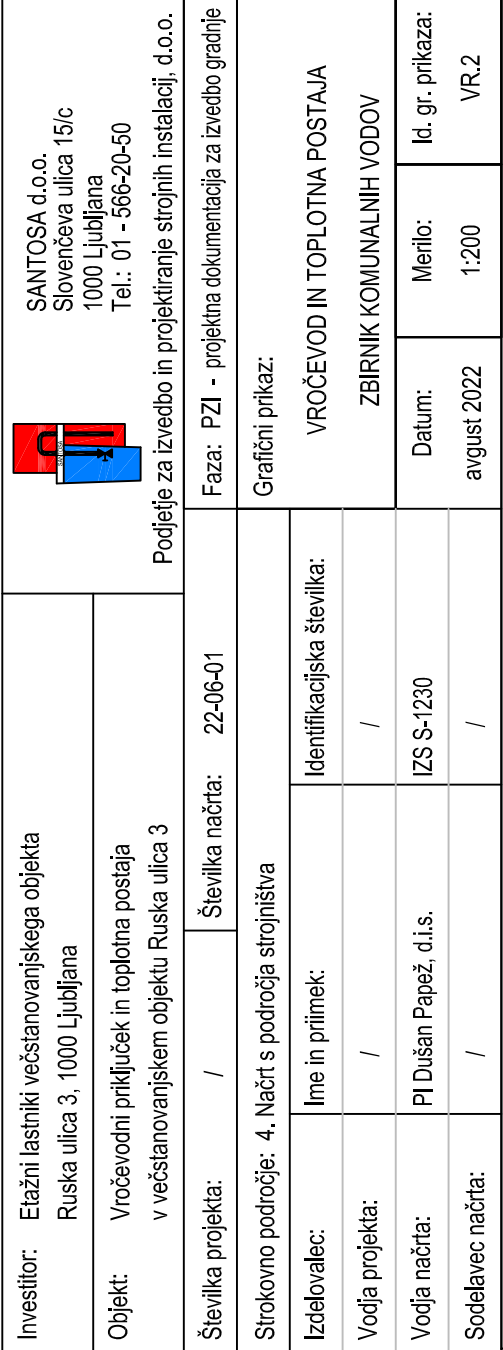 Investitor: Etažni lastniki večstanovanjskega objekta
Ruska ulica 3, 1000 Ljubljana
SANTOSA
SANTOSA d.o.o.
Slovenčeva ulica 15/c
1000 Ljubljana
Tel.: 01 - 566-20-50
Podjetje za izvedbo in projektiranje strojnih instalacij, d.o.o.
Objekt: Vročevodni priključek in toplotna postaja
v večstanovanjskem objektu Ruska ulica 3
Številka projekta: / Številka načrta: 22-06-01 Faza: PZI - projektna dokumentacija za izvedbo gradnje
Strokovno področje: 4. Načrt s področja strojništva
Grafični prikaz:
VROČEVOD IN TOPLOTNA POSTAJA
ZBIRNIK KOMUNALNIH VODOV
Izdelovalec: Ime in priimek: Identifikacijska številka:
Vodja projekta: / /
Vodja načrta: PI Dušan Papež, d.i.s. IZS S-1230
Sodelavec načrta: / /
Datum: Merilo: Id. gr. prikaza:
avgust 2022 1:200 VR.2